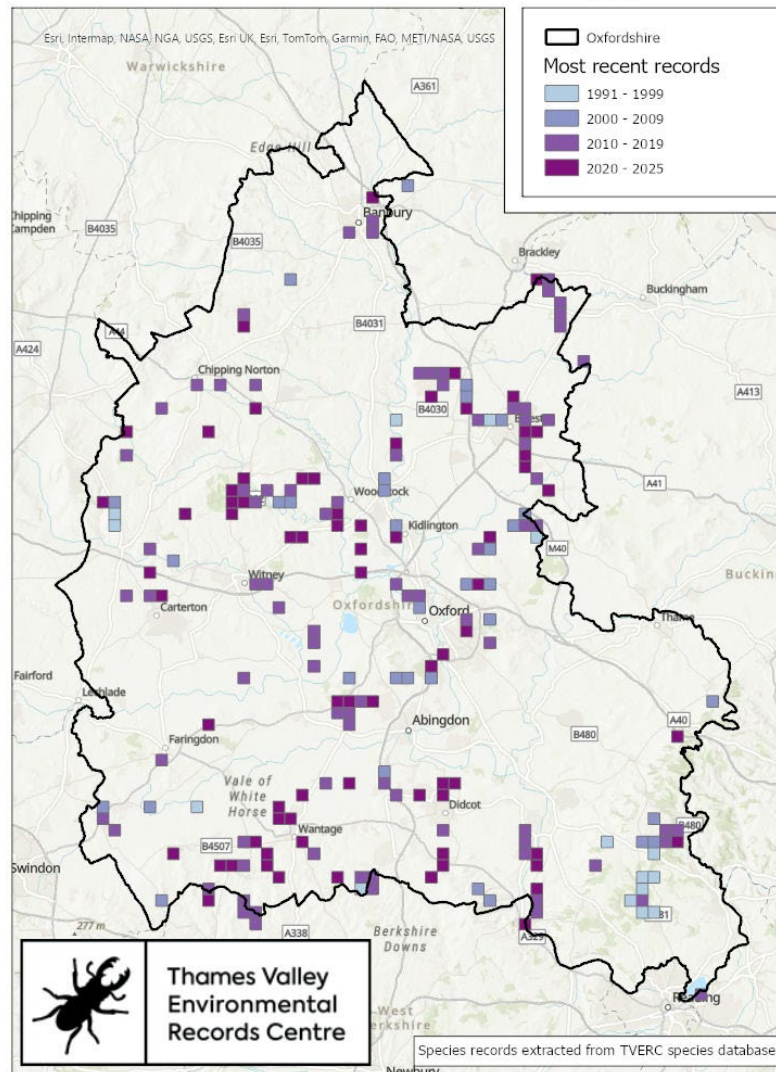 Esri, Intermap, NASA, NGA, USGS, Esri UK, Esri, TomTom, Garmin, FAO, METI/NASA, USGS
Oxfordshire
Most recent records
1991 - 1999
2000 - 2009
2010 - 2019
2020 - 2025
Warwickshire
A361
Edge Hill
Chipping
Campden
B4035
Banbury
B4035
Brackley
Buckingham
A44
B4031
A424
Chipping Norton
A413
B4030
A41
Woodstock
Kidlington
M40
Witney
Oxfordshire
Oxford
Carterton
Thame
Fairford
Lechlade
A40
B480
Abingdon
Faringdon
Vale of
White
Horse
Didcot
B480
Wantage
B4507
Swindon
277 m
A338
Berkshire
Downs
A329
Reading
West
Newbury
Thames Valley
Environmental
Records Centre
Species records extracted from TVERC species database